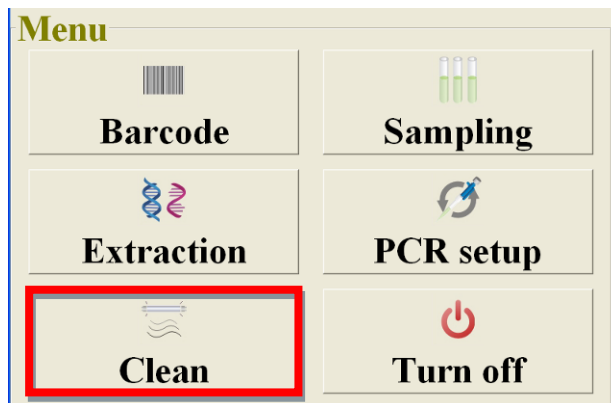 Menu
Barcode
Sampling
Extraction
PCR setup
Clean
Turn off